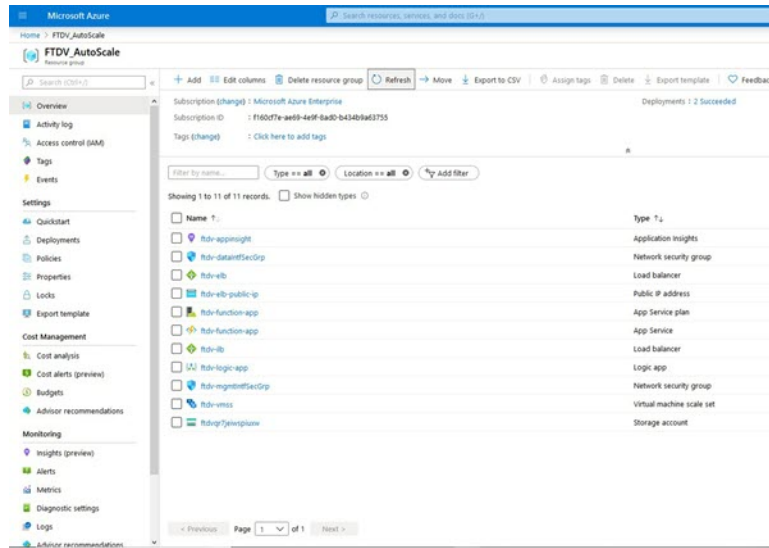 Microsoft Azure
Search resources, services, and docs (G+/)
Home > FTDV_AutoScale
FTDV_AutoScale
Resource group
Search (Ctrl+/)
Overview
Activity log
Access control (IAM)
Tags
Events
Settings
Quickstart
Deployments
Policies
Properties
Locks
Export template
Cost Management
Cost analysis
Cost alerts (preview)
Budgets
Advisor recommendations
Monitoring
Insights (preview)
Alerts
Metrics
Diagnostic settings
Logs
Advisor recommendations
+ Add Edit columns Delete resource group Refresh Move Export to CSV Assign tags Delete Export template Feedbac
Subscription (change) : Microsoft Azure Enterprise Deployments : 2 Succeeded
Subscription ID : f160cf7e-ae69-4e9f-8ad0-b434b9a63755
Tags (change) : Click here to add tags
Filter by name... Type == all Location == all Add filter
Showing 1 to 11 of 11 records. Show hidden types
Name Type
ftdv-appinsight Application Insights
ftdv-dataintfSecGrp Network security group
ftdv-elb Load balancer
ftdv-elb-public-ip Public IP address
ftdv-function-app App Service plan
ftdv-function-app App Service
ftdv-ilb Load balancer
ftdv-logic-app Logic app
ftdv-mgmtintfSecGrp Network security group
ftdv-vmss Virtual machine scale set
Storage account
< Previous Page 1 of 1 Next >